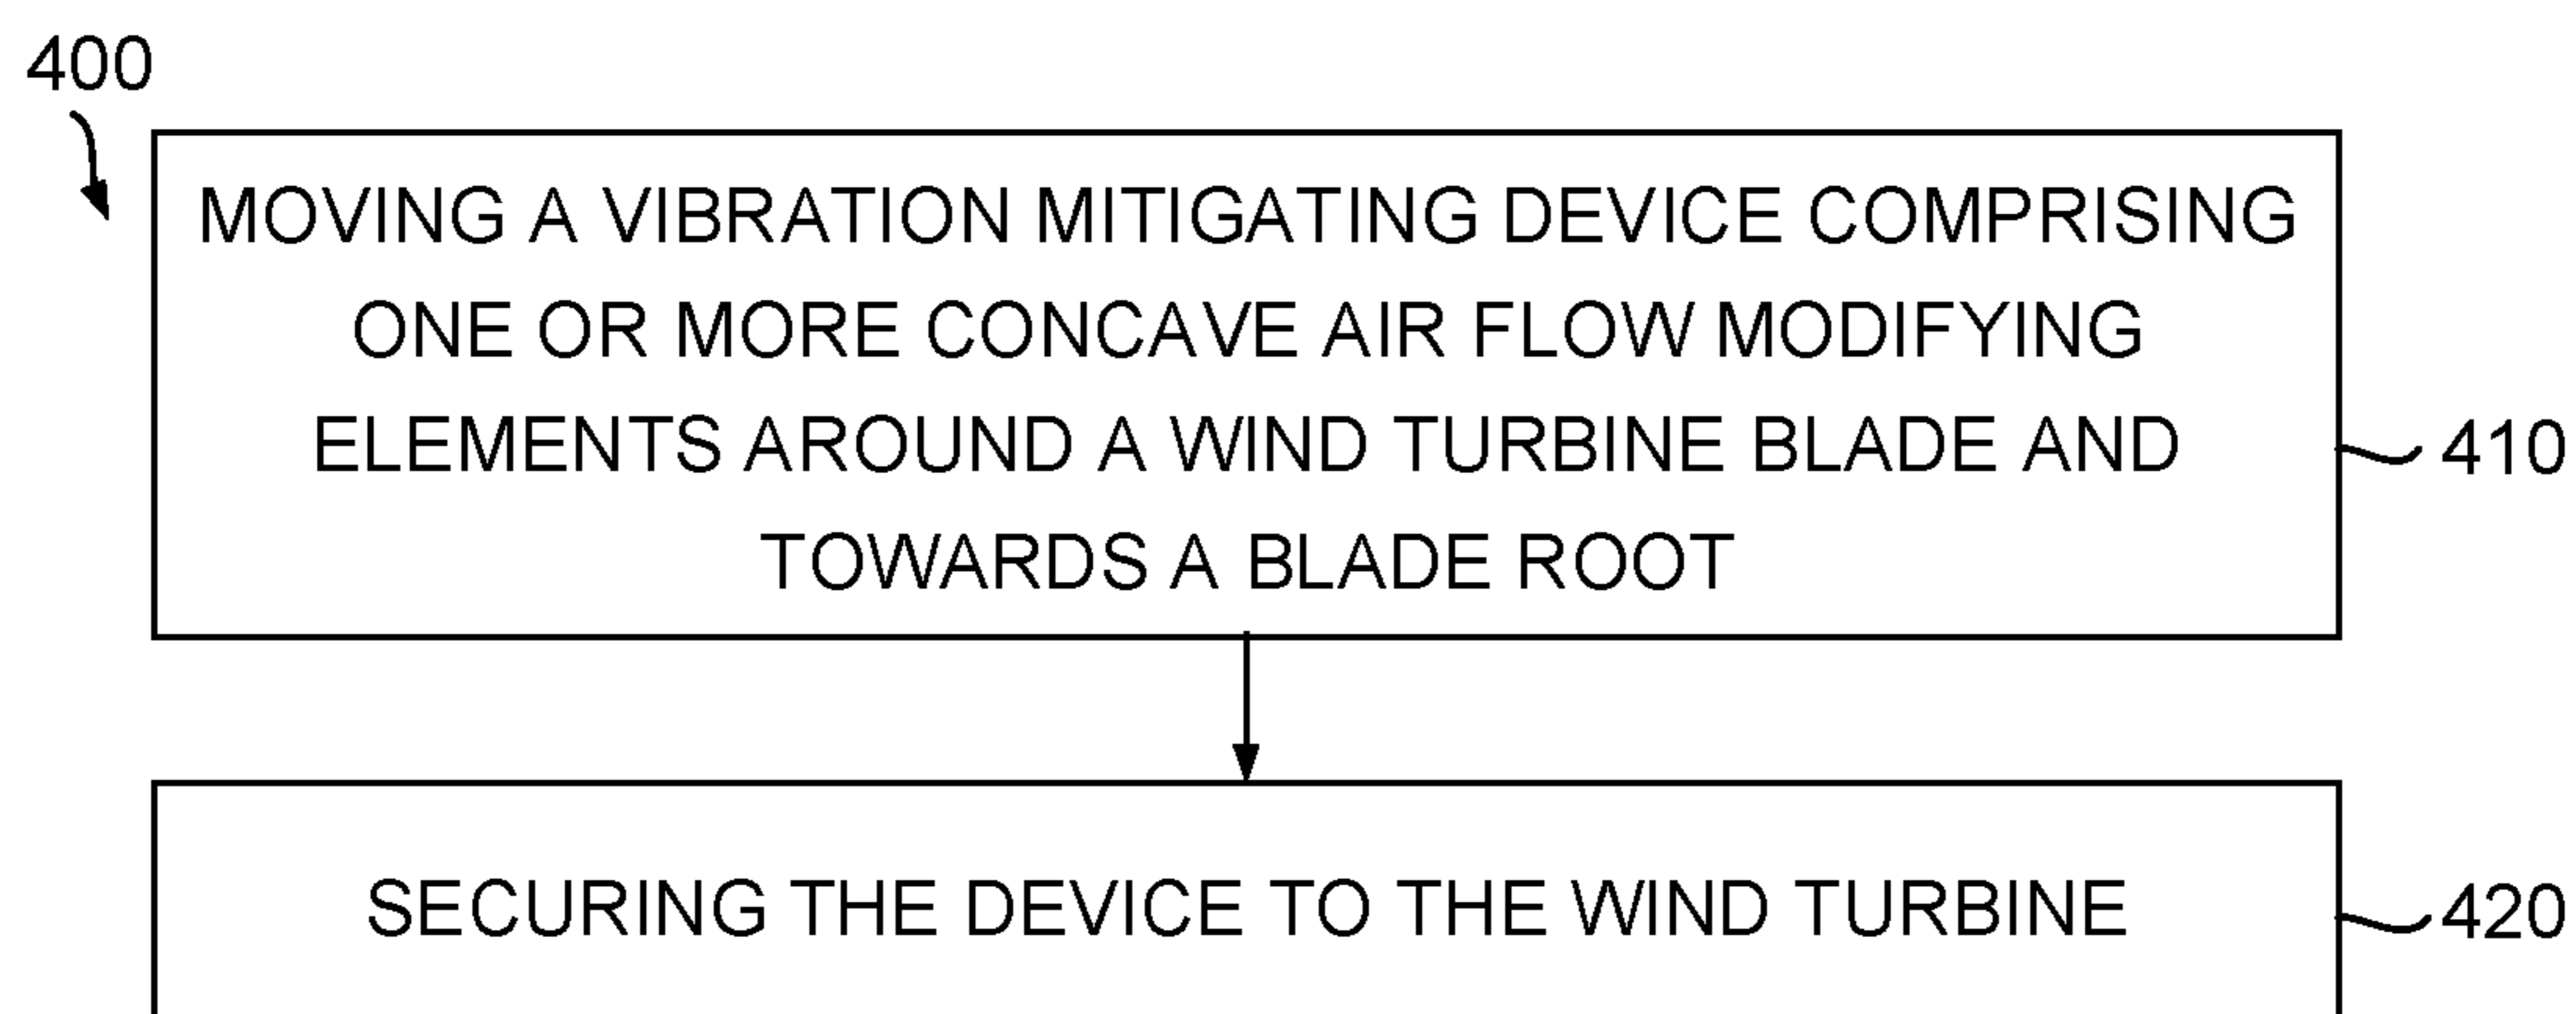 400
MOVING A VIBRATION MITIGATING DEVICE COMPRISING
ONE OR MORE CONCAVE AIR FLOW MODIFYING
ELEMENTS AROUND A WIND TURBINE BLADE AND
TOWARDS A BLADE ROOT
410
SECURING THE DEVICE TO THE WIND TURBINE
420